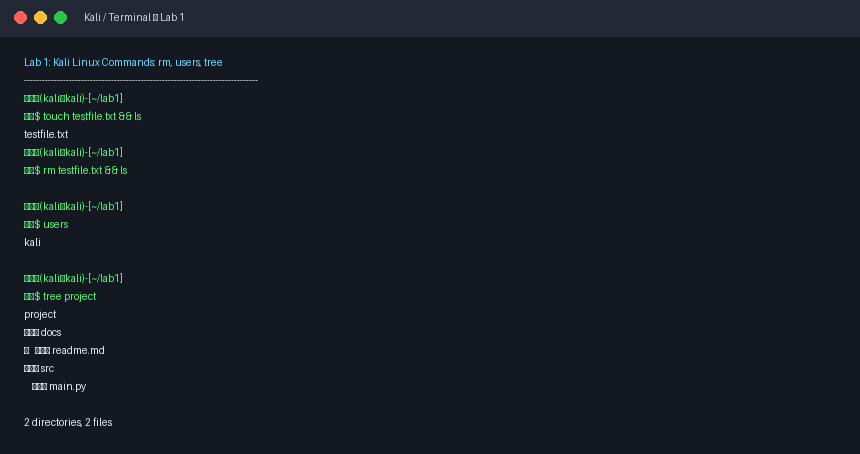 Kali / Terminal ▯ Lab 1
Lab 1: Kali Linux Commands: rm, users, tree
------------------------------------------------------------------------------
▯▯▯(kali▯kali)-[~/lab1]
▯▯$ touch testfile.txt && ls
testfile.txt
▯▯▯(kali▯kali)-[~/lab1]
▯▯$ rm testfile.txt && ls
▯▯▯(kali▯kali)-[~/lab1]
▯▯$ users
kali
▯▯▯(kali▯kali)-[~/lab1]
▯▯$ tree project
project
▯▯▯ docs
▯   ▯▯▯ readme.md
▯▯▯ src
    ▯▯▯ main.py
2 directories, 2 files